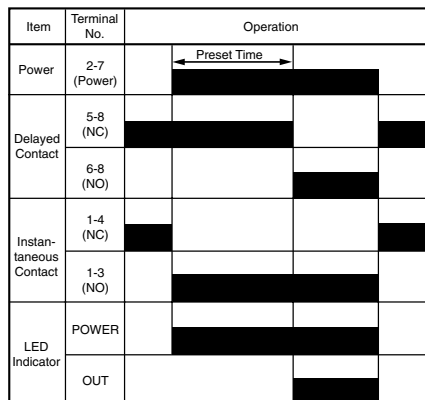 Item
Terminal
No.
Operation
Power
2-7
(Power)
Preset Time
Delayed
Contact
5-8
(NC)
6-8
(NO)
Instan-
taneous
Contact
1-4
(NC)
1-3
(NO)
LED
Indicator
POWER
OUT